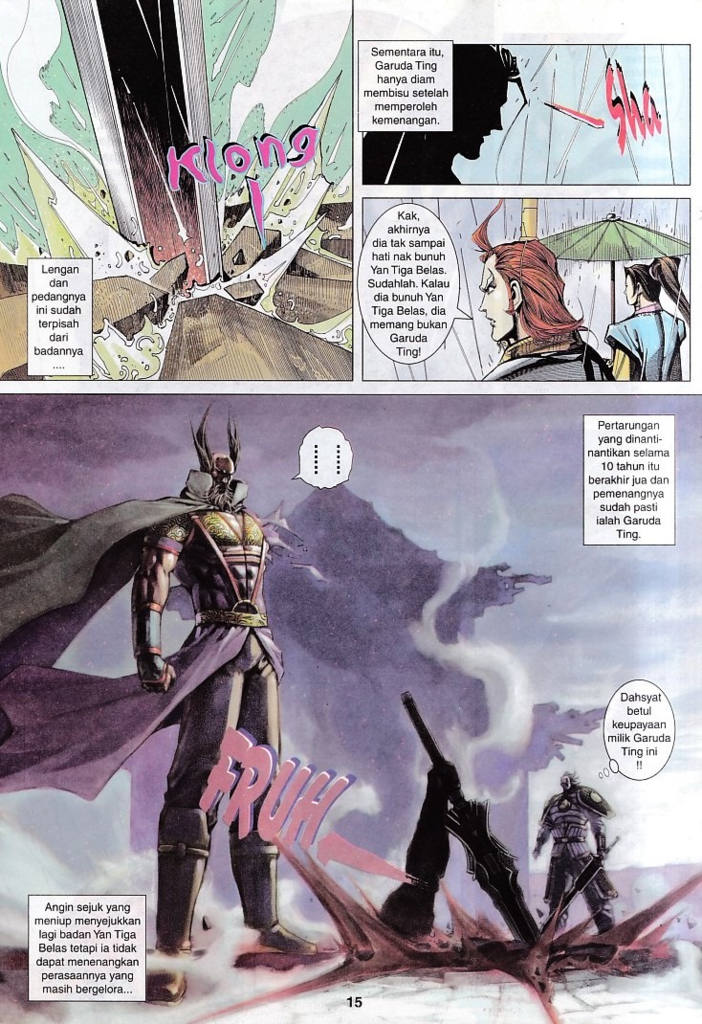 Klong
Lengan
dan
pedangnya
ini sudah
terpisah
dari
badannya
....
Sementara itu,
Garuda Ting
hanya diam
membisu setelah
memperoleh
kemenangan.
Shu
Kak,
akhirnya
dia tak sampai
hati nak bunuh
Yan Tiga Belas.
Sudahlah. Kalau
dia bunuh Yan
Tiga Belas, dia
memang bukan
Garuda
Ting!
Pertarungan
yang dinanti-
nantikan selama
10 tahun itu
berakhir jua dan
pemenangnya
sudah pasti
ialah Garuda
Ting.
Dahsyat
betul
keupayaan
milik Garuda
Ting ini
!!
FRUH
Angin sejuk yang
meniup menyejukkan
lagi badan Yan Tiga
Belas tetapi ia tidak
dapat menenangkan
perasaannya yang
masih bergelora...
15